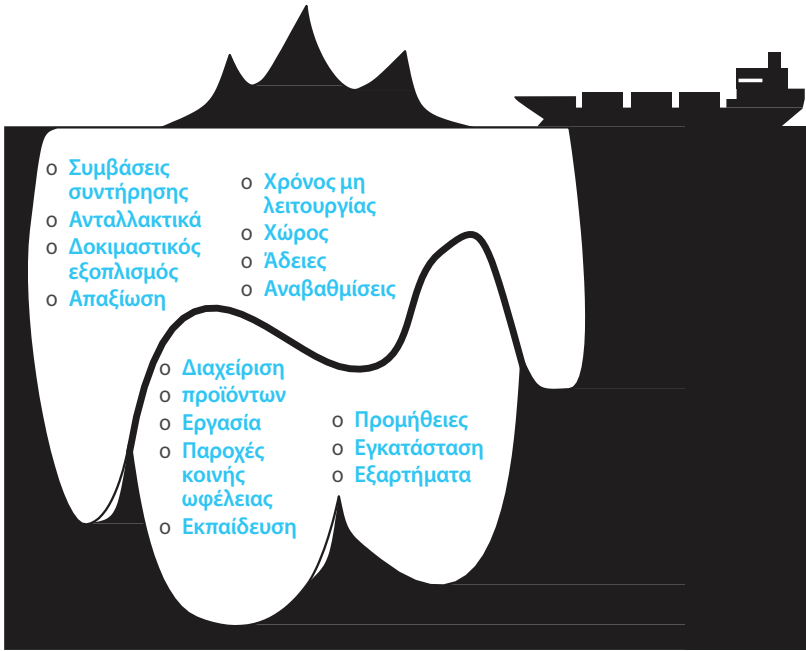 o Συμβάσεις
συντήρησης
o Ανταλλακτικά
o Δοκιμαστικός
εξοπλισμός
o Απαξίωση
o Χρόνος μη
λειτουργίας
o Χώρος
o Άδειες
o Αναβαθμίσεις
o Διαχείριση
o προϊόντων
o Εργασία
o Παροχές
κοινής
ωφέλειας
o Εκπαίδευση
o Προμήθειες
o Εγκατάσταση
o Εξαρτήματα